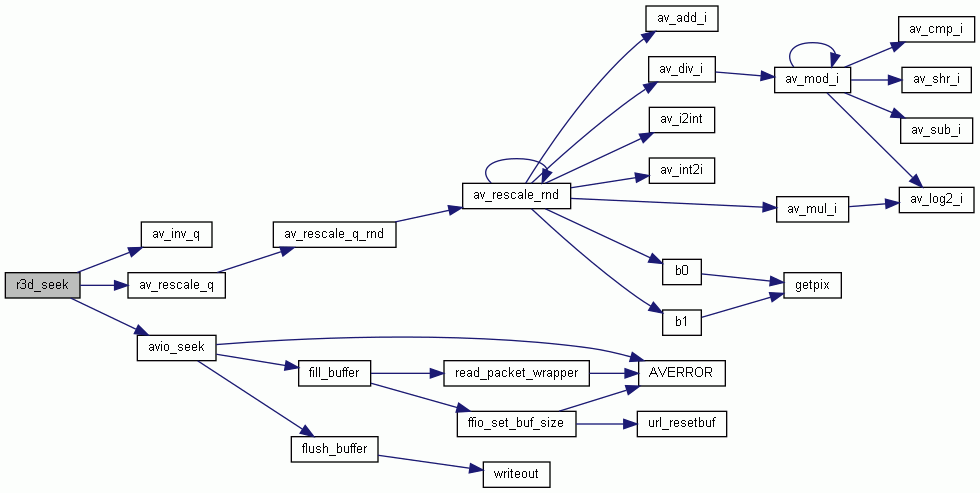 av_add_i
av_cmp_i
av_div_i
av_mod_i
av_shr_i
av_i2int
av_sub_i
av_int2i
av_rescale_rnd
av_log2_i
av_mul_i
av_inv_q
av_rescale_q_rnd
b0
r3d_seek
av_rescale_q
getpix
b1
avio_seek
fill_buffer
read_packet_wrapper
AVERROR
ffio_set_buf_size
url_resetbuf
flush_buffer
writeout